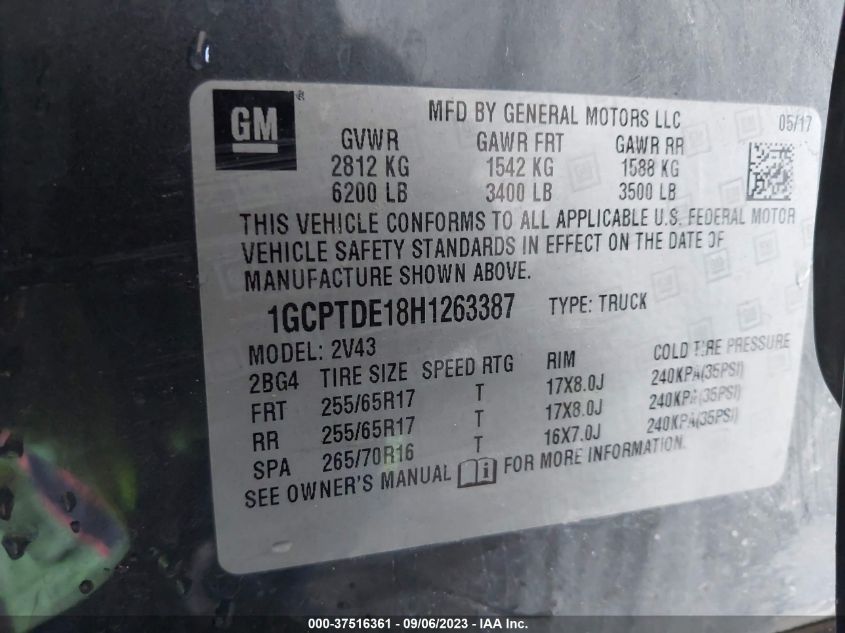 GM®
MFD BY GENERAL MOTORS LLC 05/17
GVWR GAWR FRT GAWR RR
2812 KG 1542 KG 1588 KG
6200 LB 3400 LB 3500 LB
THIS VEHICLE CONFORMS TO ALL APPLICABLE U.S. FEDERAL MOTOR
VEHICLE SAFETY STANDARDS IN EFFECT ON THE DATE OF
MANUFACTURE SHOWN ABOVE.
1GCPTDE18H1263387 TYPE: TRUCK
MODEL: 2V43
2BG4 TIRE SIZE SPEED RTG RIM COLD TIRE PRESSURE
FRT 255/65R17 T 17X8.0J 240KPA(35PSI)
RR 255/65R17 T 17X8.0J 240KPA(35PSI)
SPA 265/70R16 T 16X7.0J 240KPA(35PSI)
SEE OWNER'S MANUAL i FOR MORE INFORMATION.
000-37516361 - 09/06/2023 - IAA Inc.